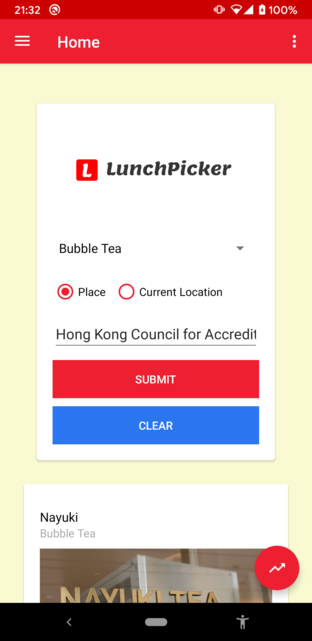 21:32
100%
Home
L LunchPicker
Bubble Tea
Place
Current Location
Hong Kong Council for Accredit
SUBMIT
CLEAR
Nayuki
Bubble Tea
NAYUKI TEA